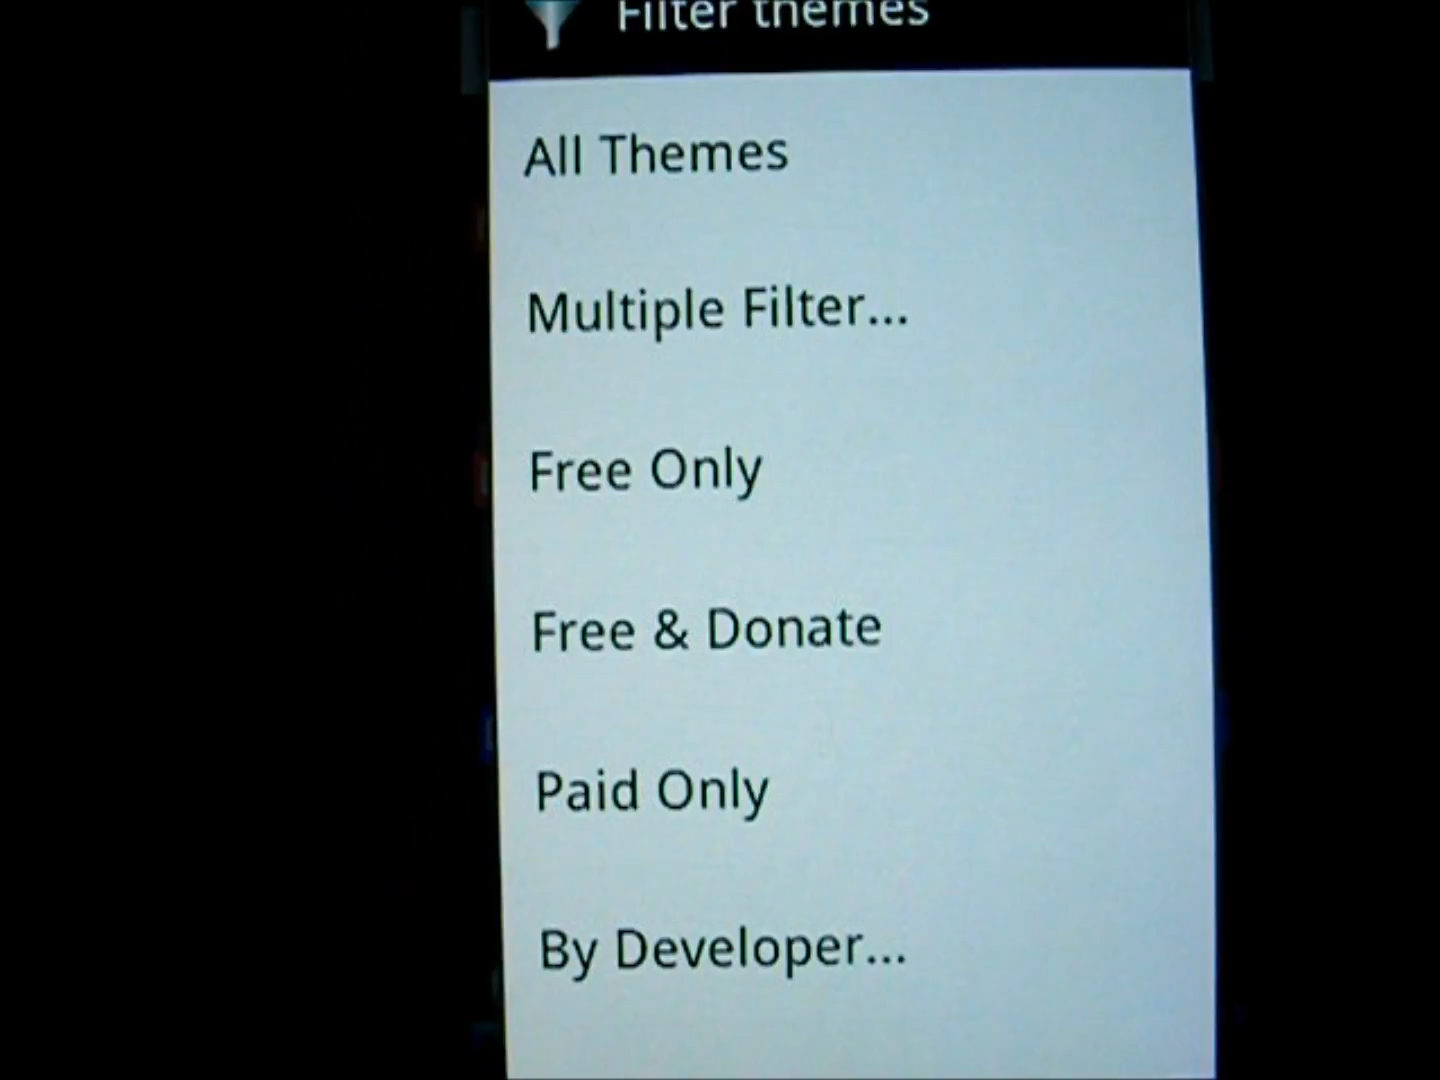 Filter themes
All Themes
Multiple Filter...
Free Only
Free & Donate
Paid Only
By Developer...